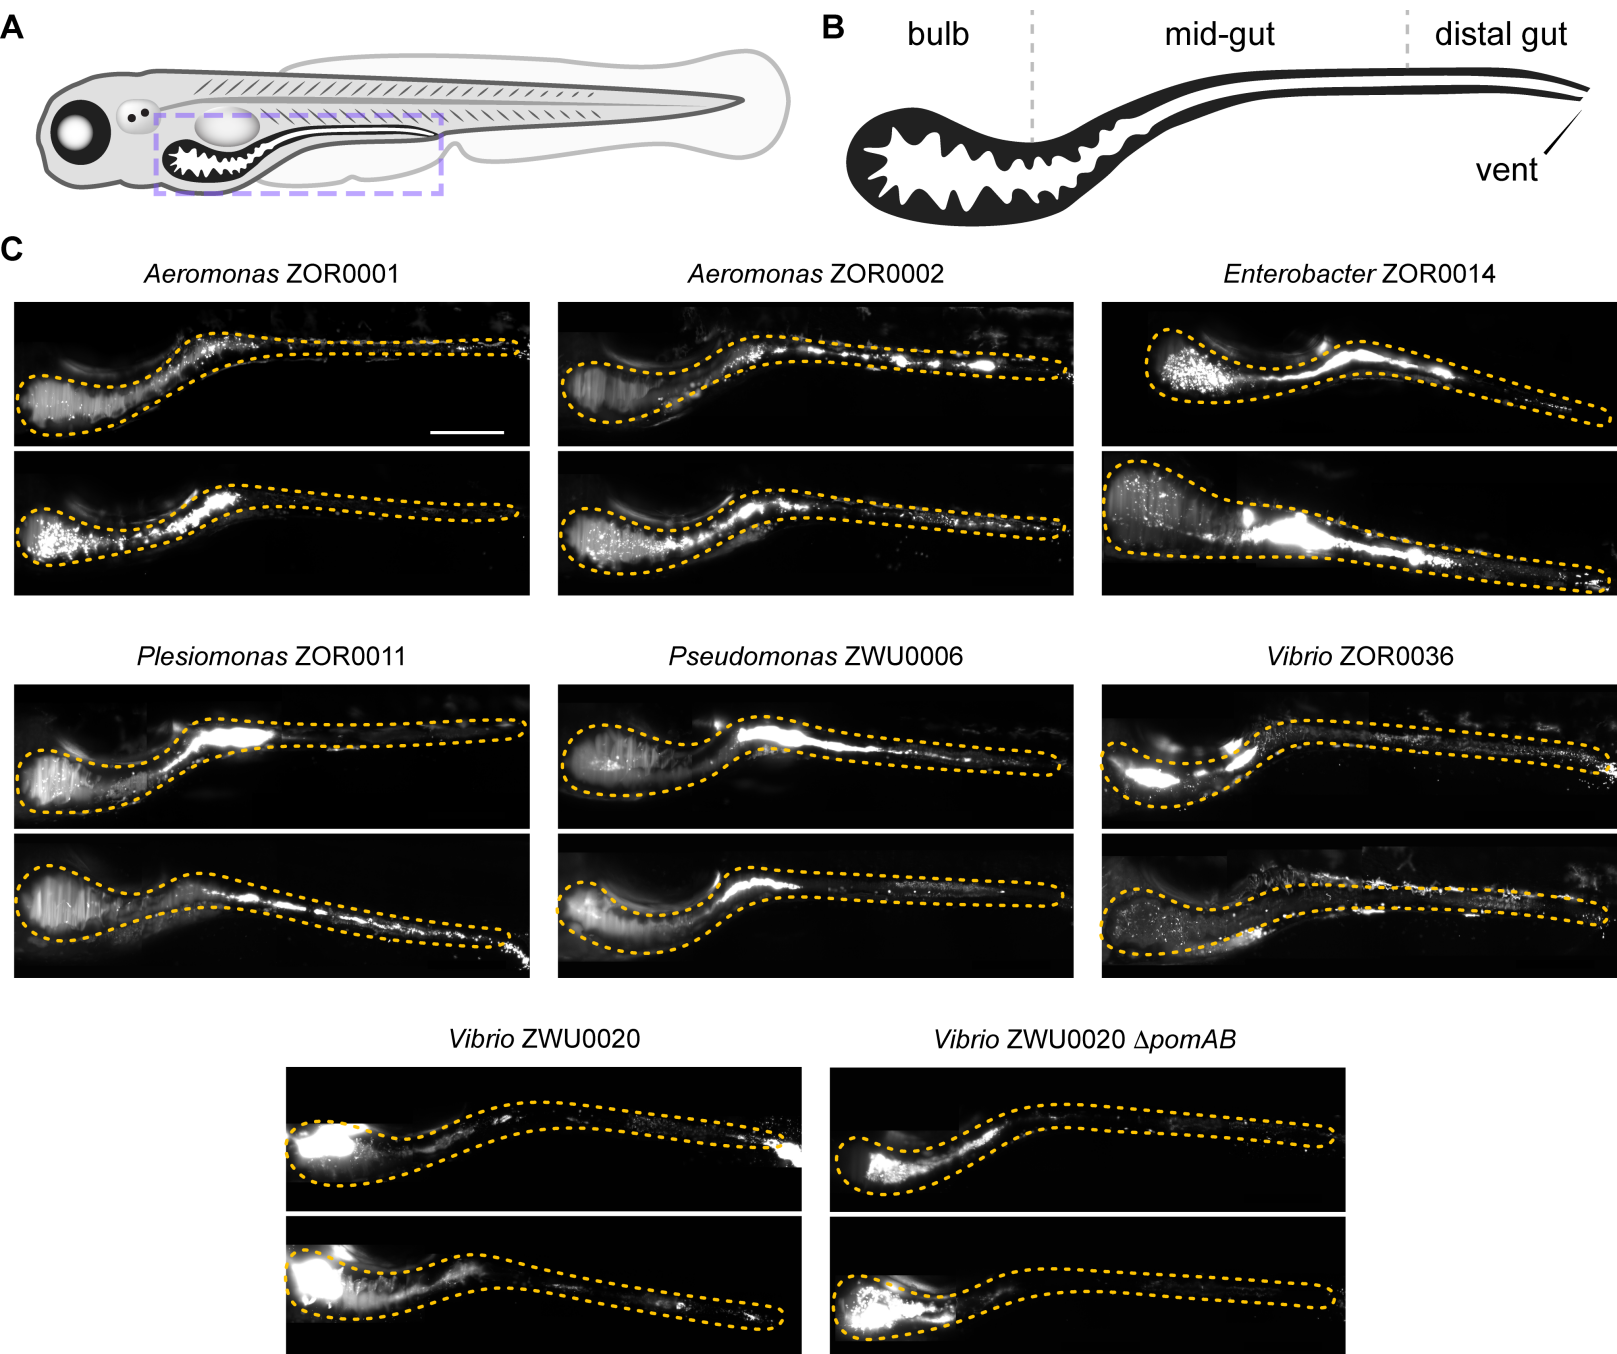 A
B
bulb
mid-gut
distal gut
vent
C
Aeromonas ZOR0001
Aeromonas ZOR0002
Enterobacter ZOR0014
Plesiomonas ZOR0011
Pseudomonas ZWU0006
Vibrio ZOR0036
Vibrio ZWU0020
Vibrio ZWU0020 ΔpomAB